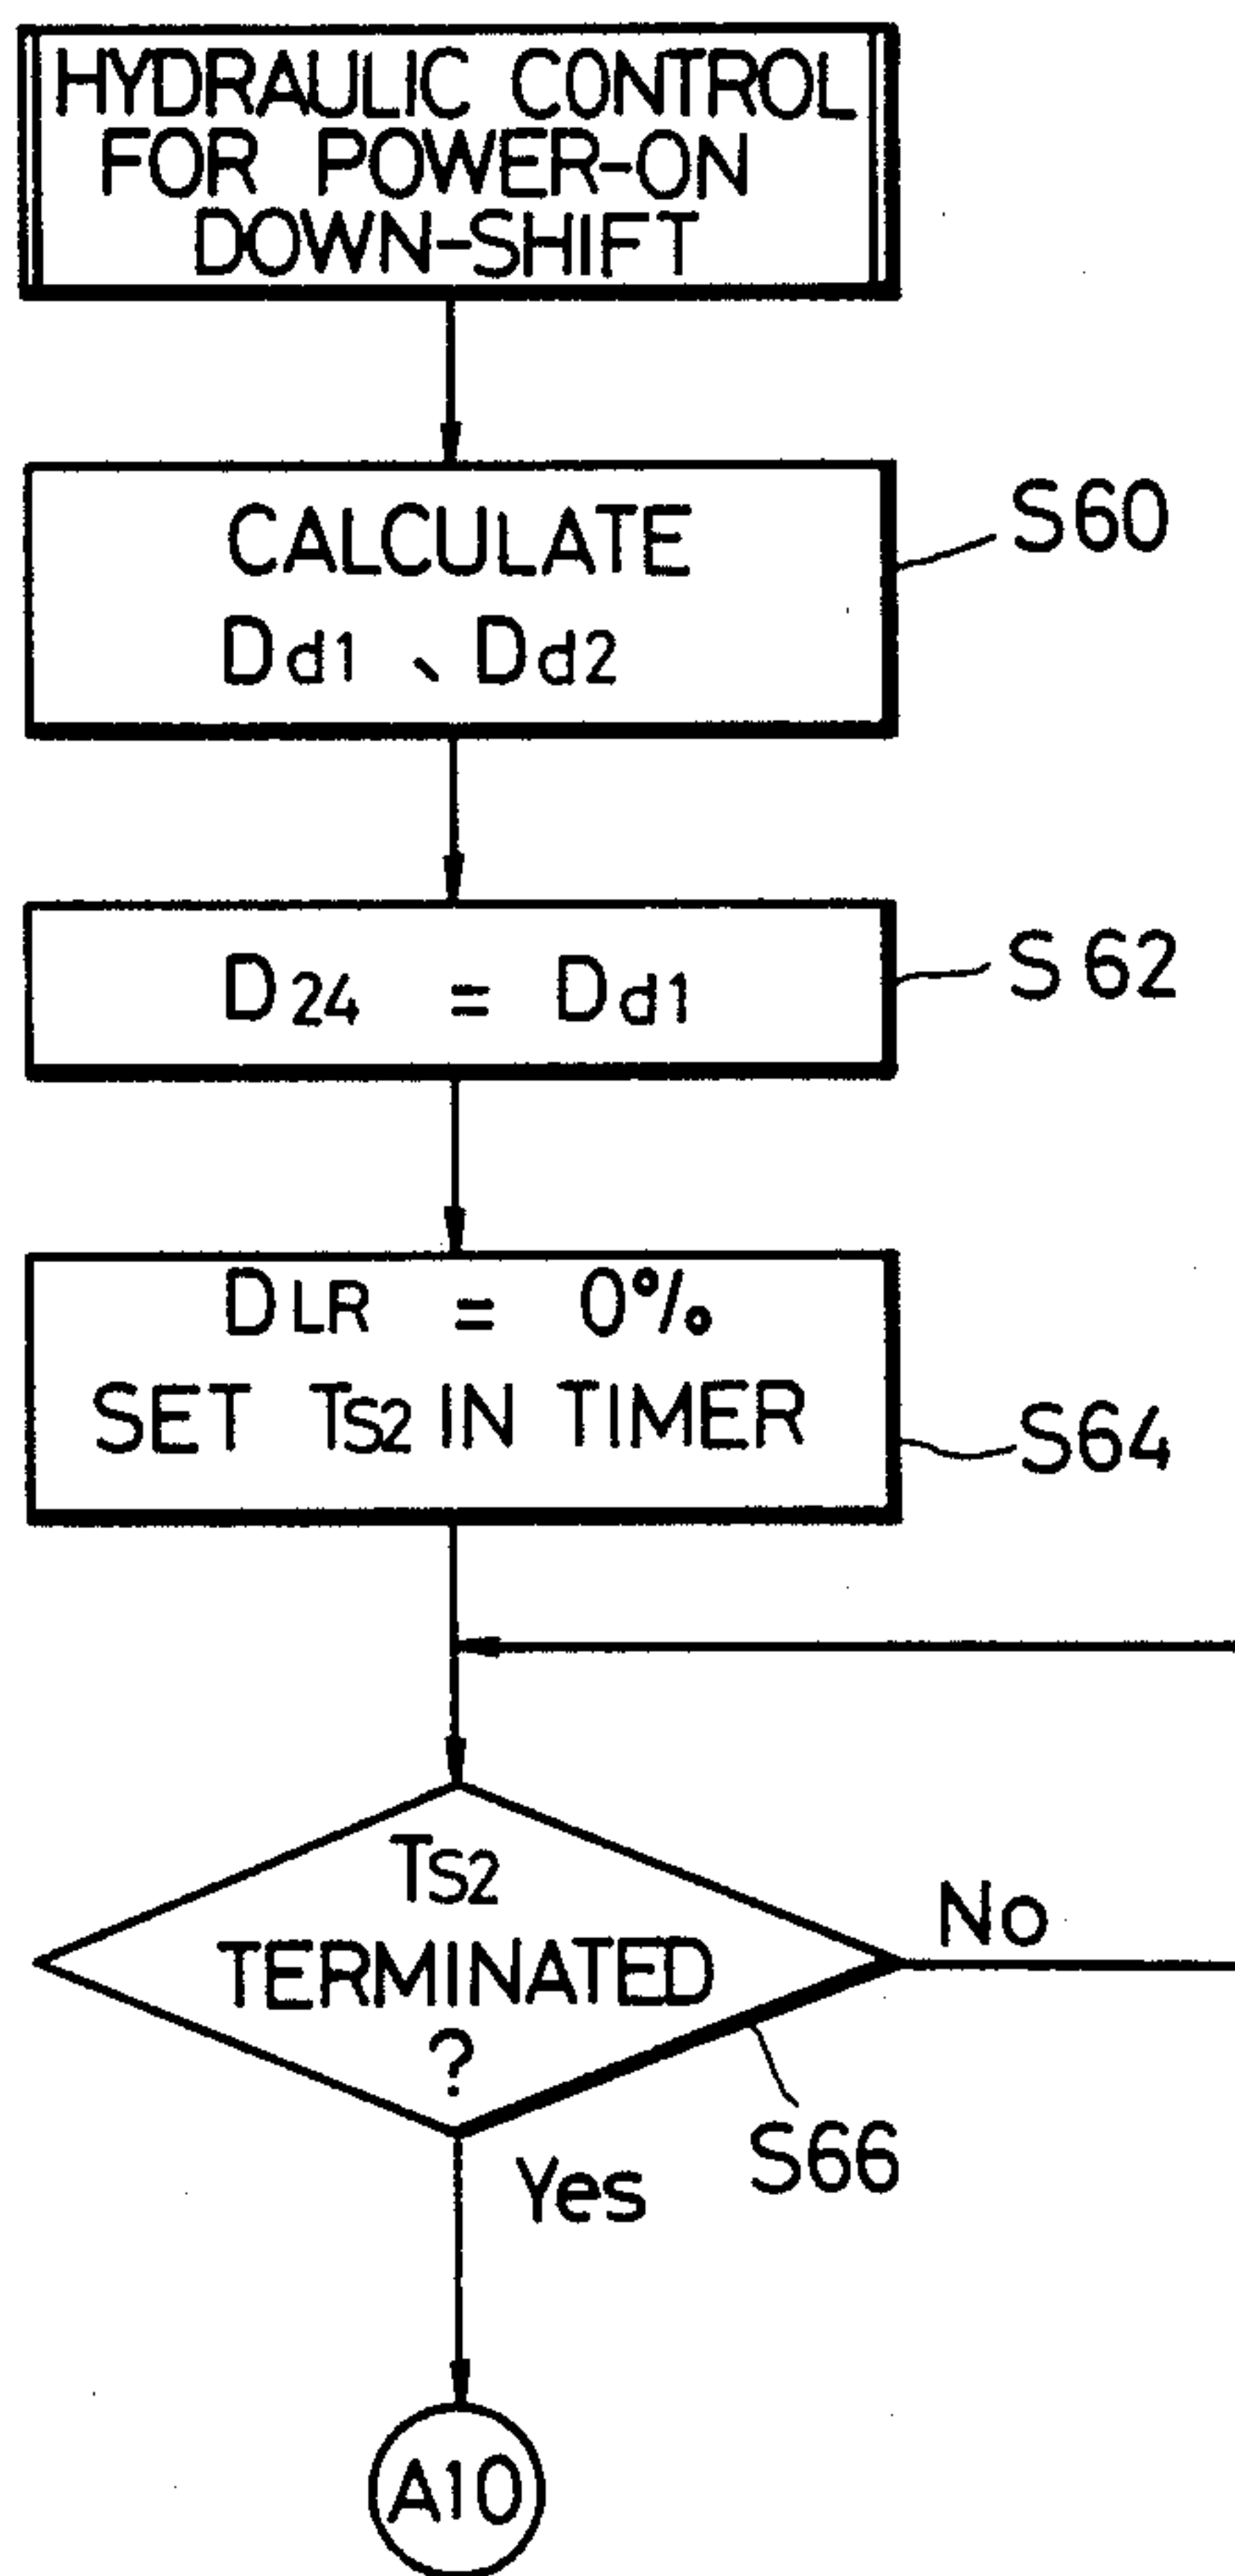 HYDRAULIC CONTROL
FOR POWER-ON
DOWN-SHIFT
CALCULATE
Dd1、Dd2
S60
D24 = Dd1
S62
DLR = 0%
SET TS2 IN TIMER
S64
TS2
TERMINATED
?
No
S66
Yes
A10